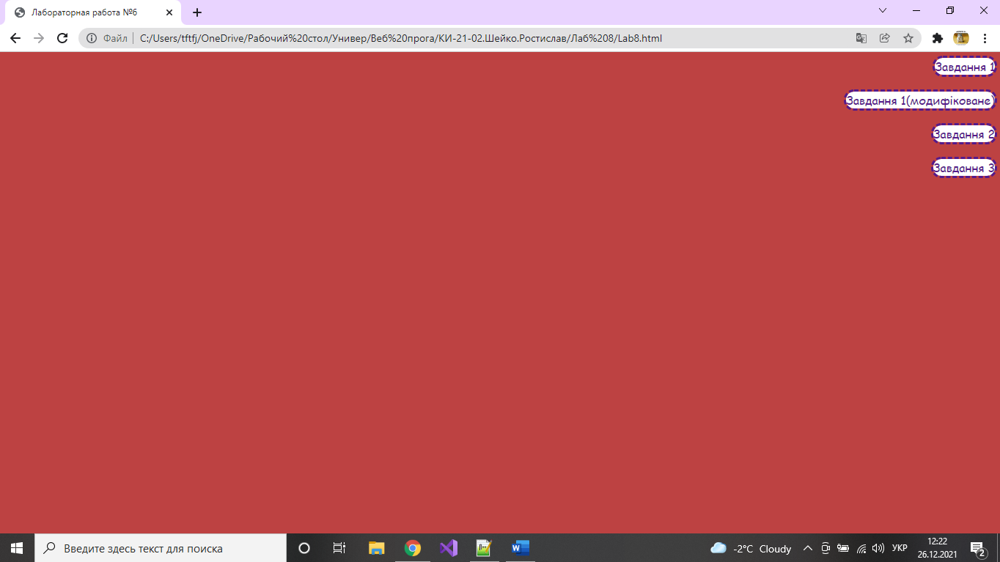 Лабораторная работа №6
Файл C:/Users/tftfj/OneDrive/Рабочий%20стол/Универ/Веб%20прога/КИ-21-02.Шейко.Ростислав/Лаб%208/Lab8.html
Завдання 1
Завдання 1(модифіковане)
Завдання 2
Завдання 3
Введите здесь текст для поиска
-2°C Cloudy
УКР
12:22
26.12.2021
2